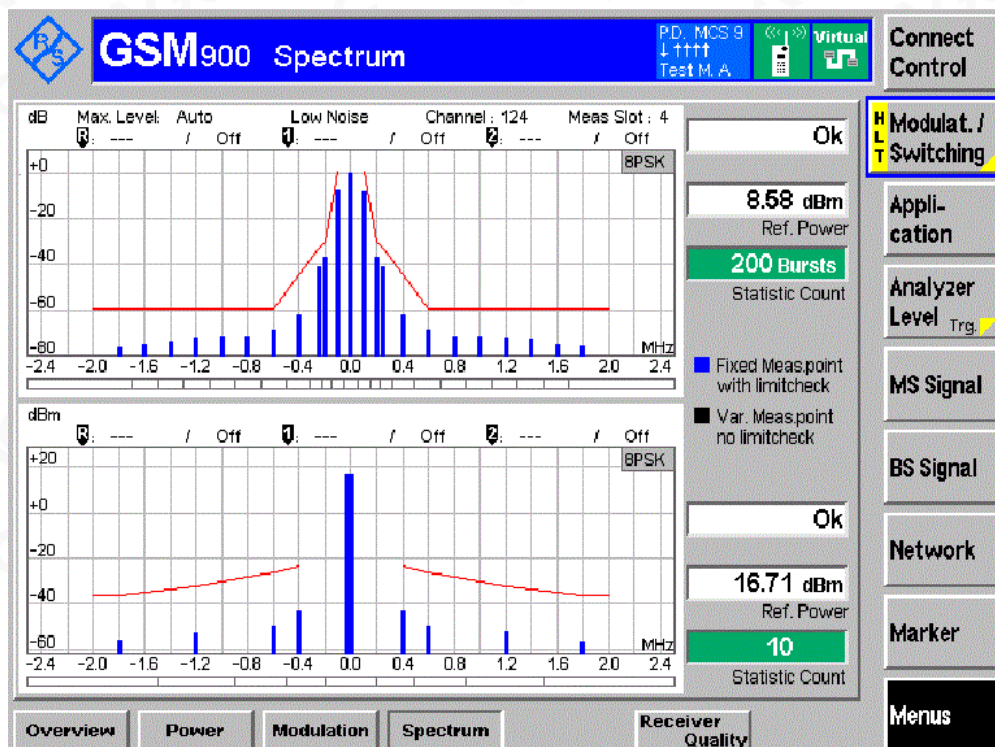 R S
GSM900 Spectrum
P.D. MCS 9
Test M. A.
Virtual
Connect Control
dB Max. Level: Auto Low Noise Channel : 124 Meas Slot : 4
R: --- / Off 1: --- / Off 2: --- / Off
8PSK
+0
-20
-40
-60
-80
MHz
-2.4 -2.0 -1.6 -1.2 -0.8 -0.4 0.0 0.4 0.8 1.2 1.6 2.0 2.4
Ok
8.58 dBm
Ref. Power
200 Bursts
Statistic Count
Fixed Meas.point
with limitcheck
Var. Meas.point
no limitcheck
dBm
R: --- / Off 1: --- / Off 2: --- / Off
8PSK
+20
+0
-20
-40
-60
MHz
-2.4 -2.0 -1.6 -1.2 -0.8 -0.4 0.0 0.4 0.8 1.2 1.6 2.0 2.4
Ok
16.71 dBm
Ref. Power
10
Statistic Count
HLT
Modulat. /
Switching
Appli-
cation
Analyzer
Level Trg.
MS Signal
BS Signal
Network
Marker
Menus
Overview Power Modulation Spectrum Receiver
Quality